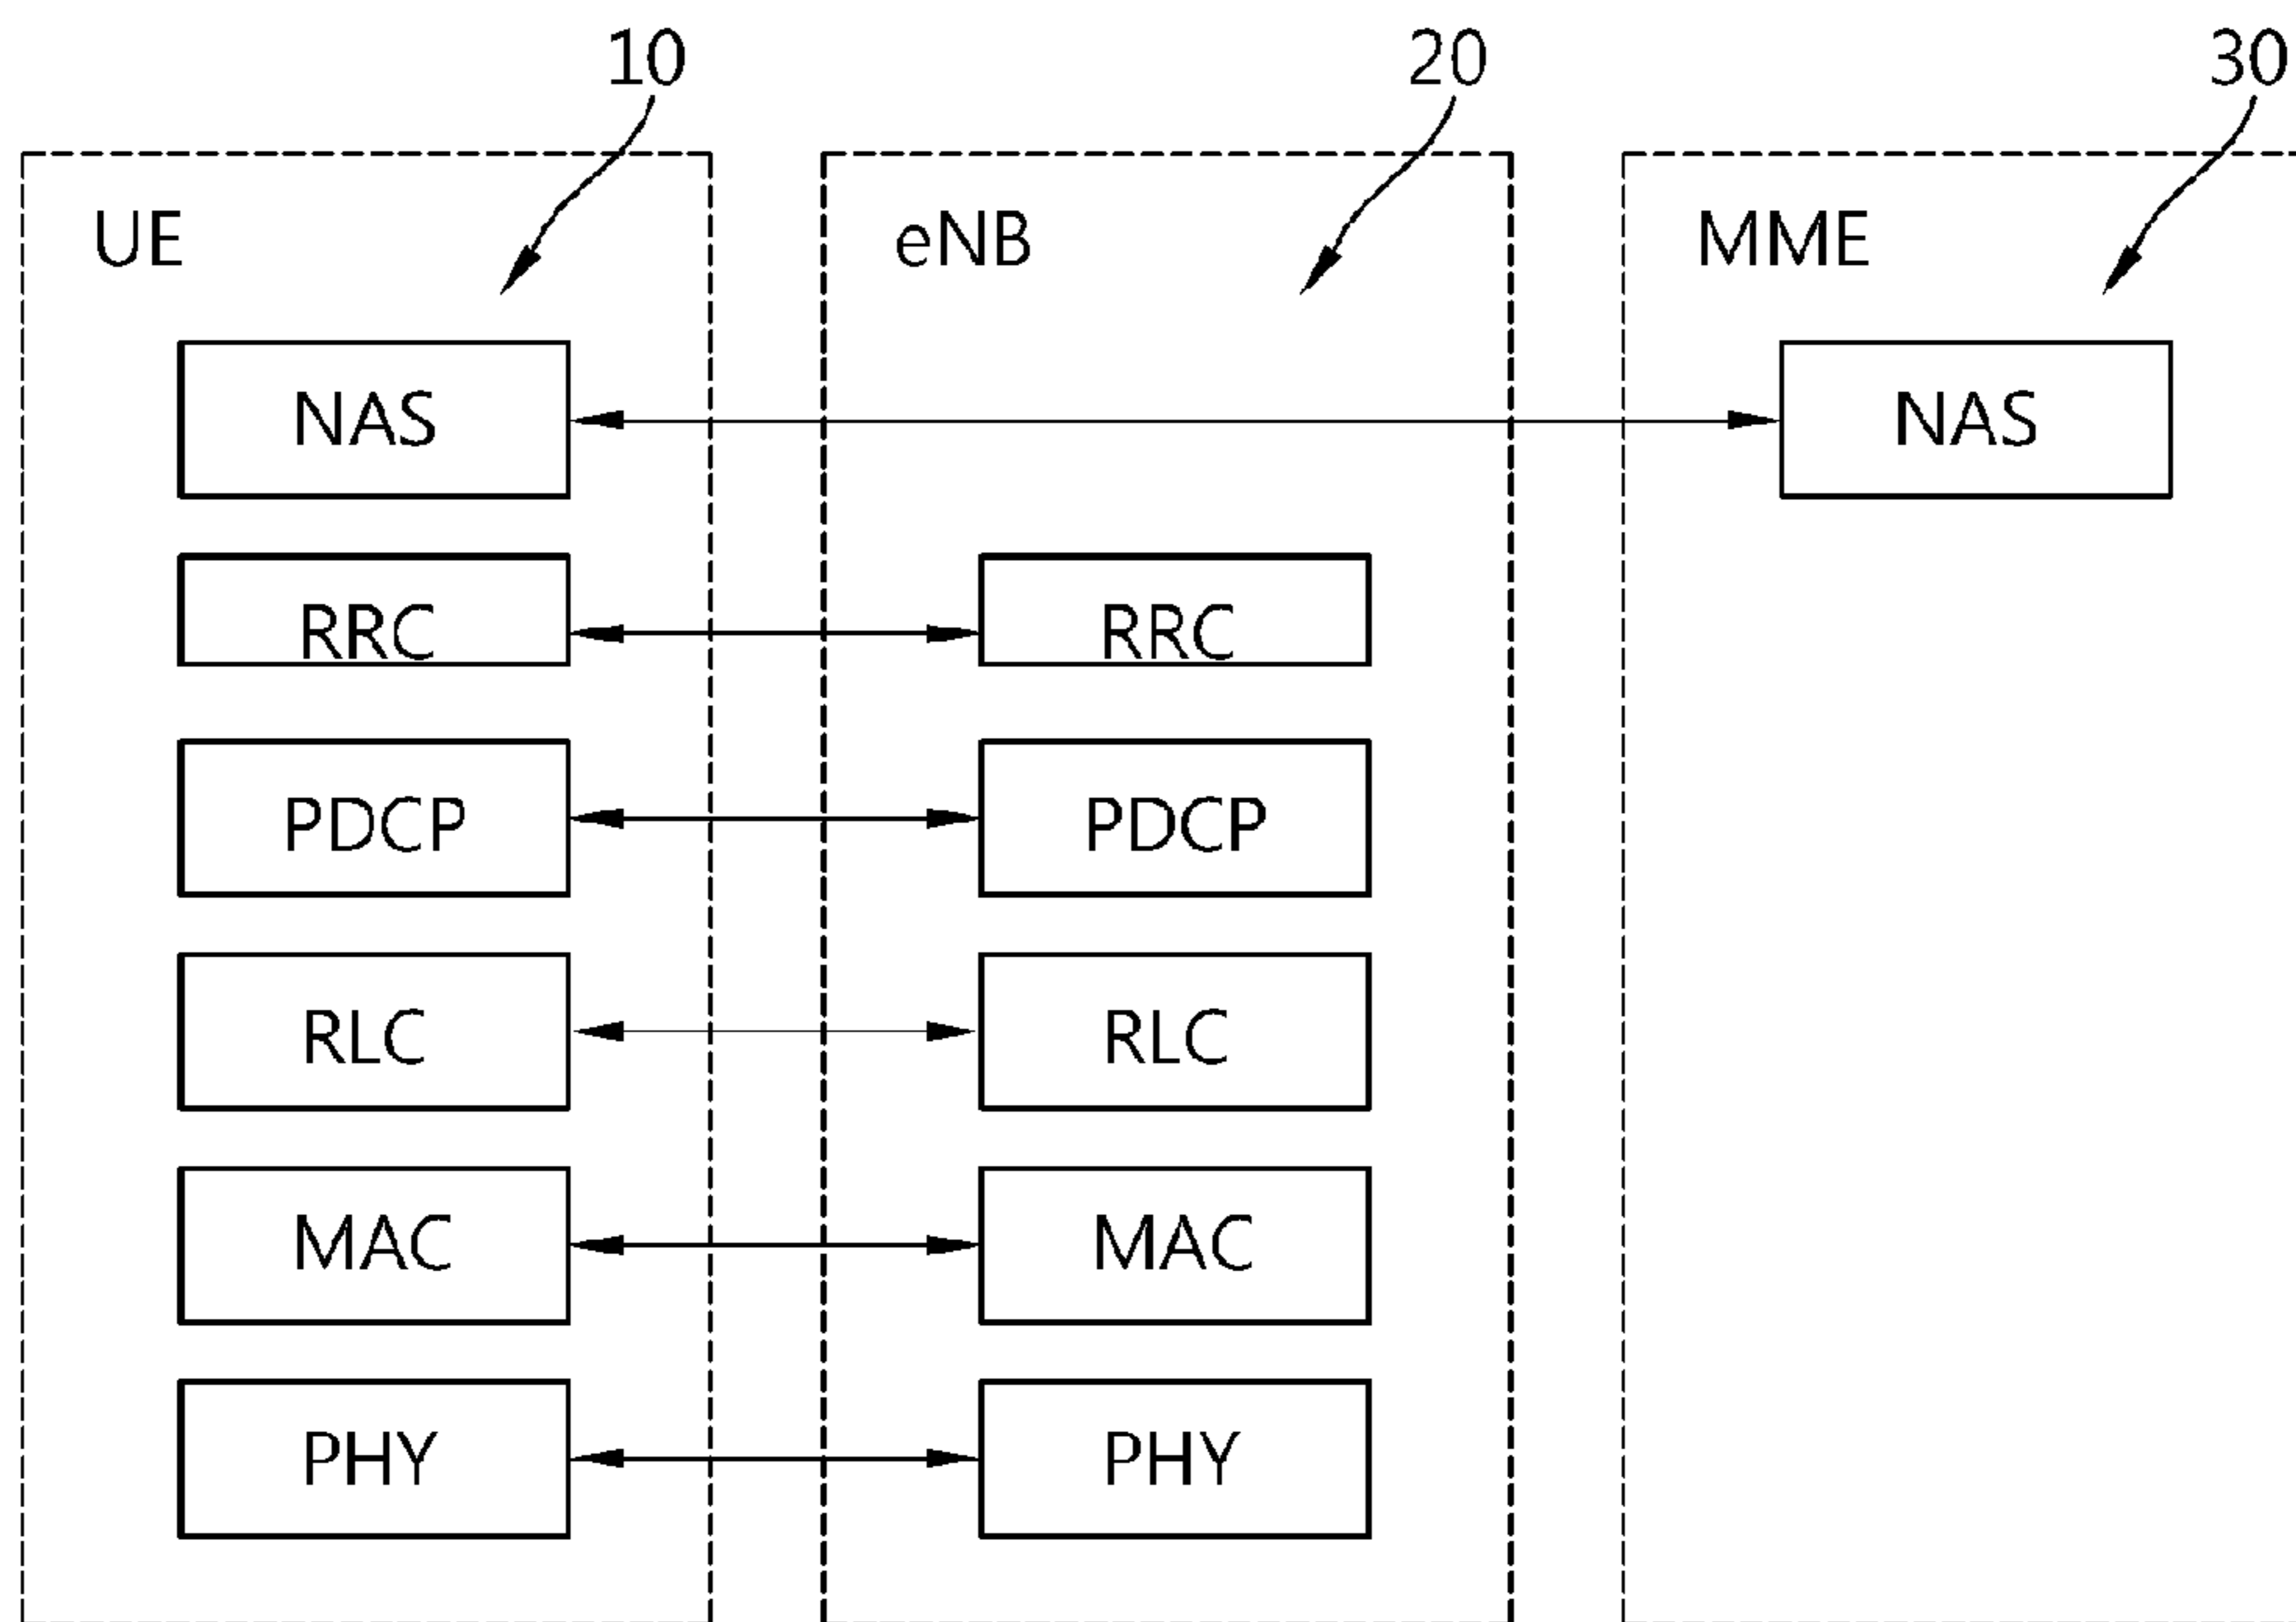 10 20 30
UE eNB MME
NAS NAS
RRC RRC
PDCP PDCP
RLC RLC
MAC MAC
PHY PHY